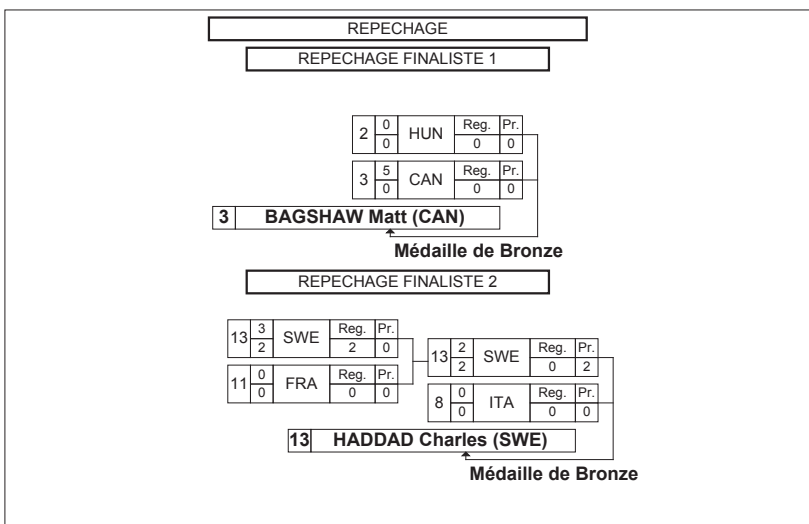 REPECHAGE
REPECHAGE FINALISTE 1
2 0 HUN Reg. Pr.
0 0 0
3 5 CAN Reg. Pr.
0 0 0
3 BAGSHAW Matt (CAN)
Médaille de Bronze
REPECHAGE FINALISTE 2
13 3 SWE Reg. Pr.
2 2 0
11 0 FRA Reg. Pr.
0 0 0
13 2 SWE Reg. Pr.
2 0 2
8 0 ITA Reg. Pr.
0 0 0
13 HADDAD Charles (SWE)
Médaille de Bronze